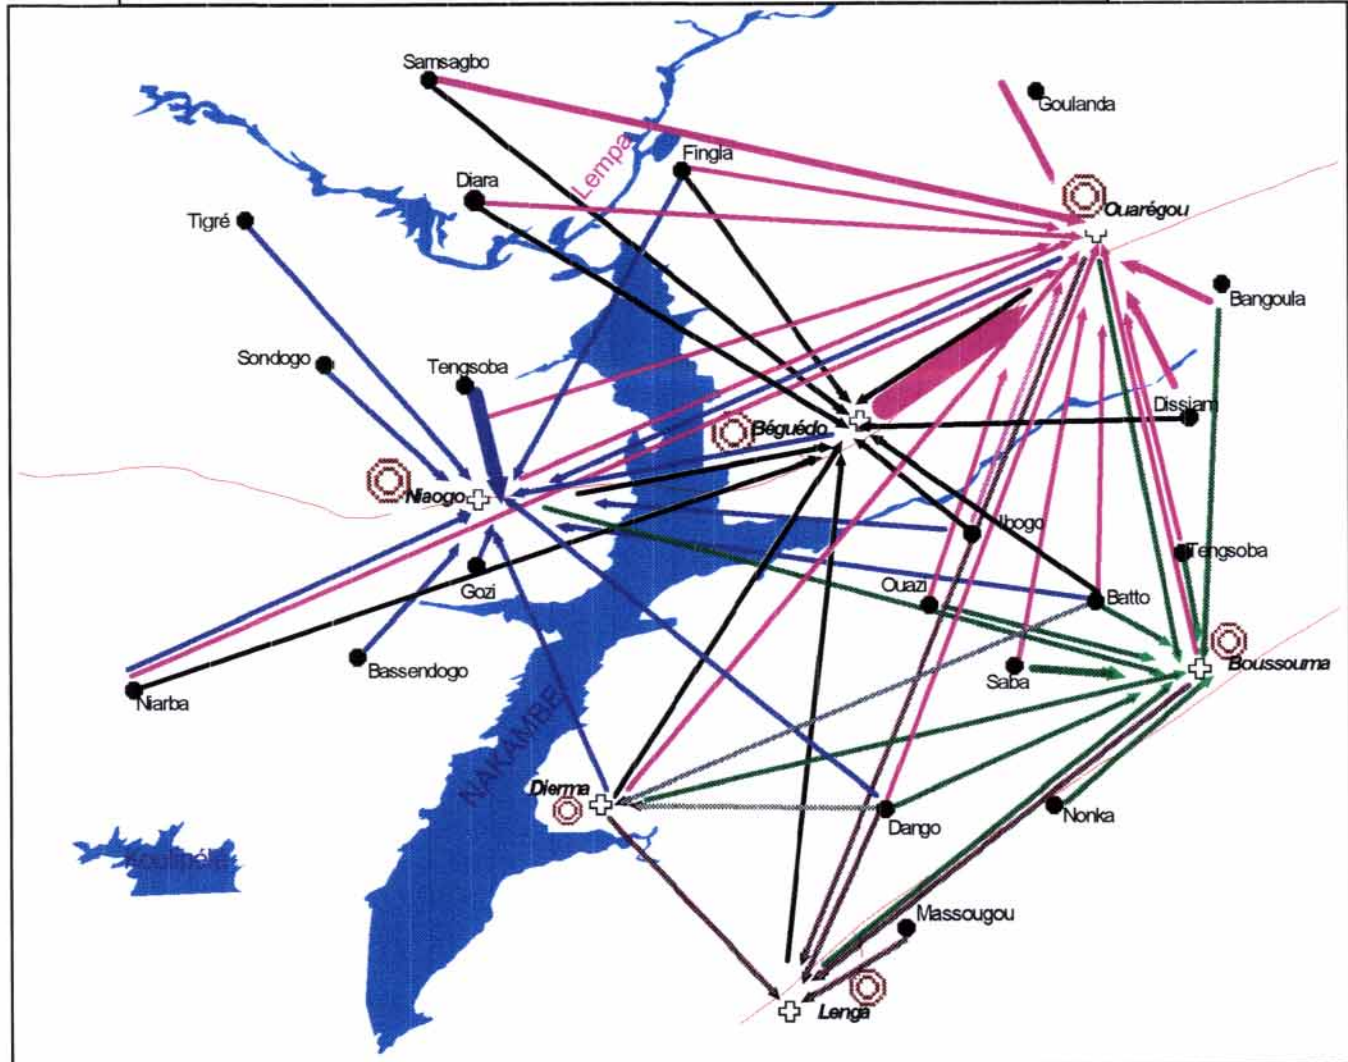 Samsagbo
Goulanda
Lempa
Fingla
Diara
Ouarégou
Tigré
Bangoula
Sondogo
Tengsoba
Dissiam
Béguédo
Niaogo
Ibogo
Tengsoba
Gozi
Ouazi
Batto
Bassendogo
Saba
Boussouma
Niarba
NAKAMBE
Dierma
Dango
Nonka
Massougou
Lenga